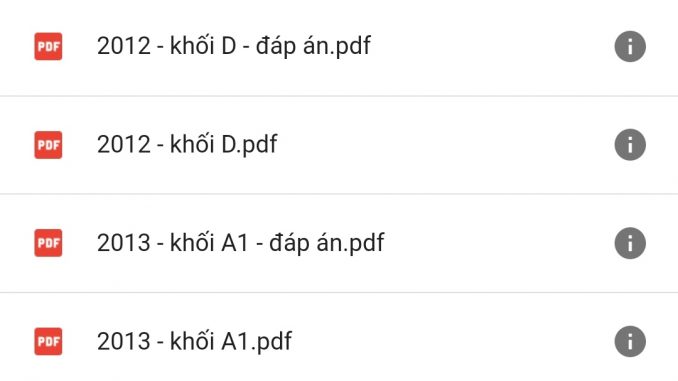 PDF 2012 - khối D - đáp án.pdf
PDF 2012 - khối D.pdf
PDF 2013 - khối A1 - đáp án.pdf
PDF 2013 - khối A1.pdf